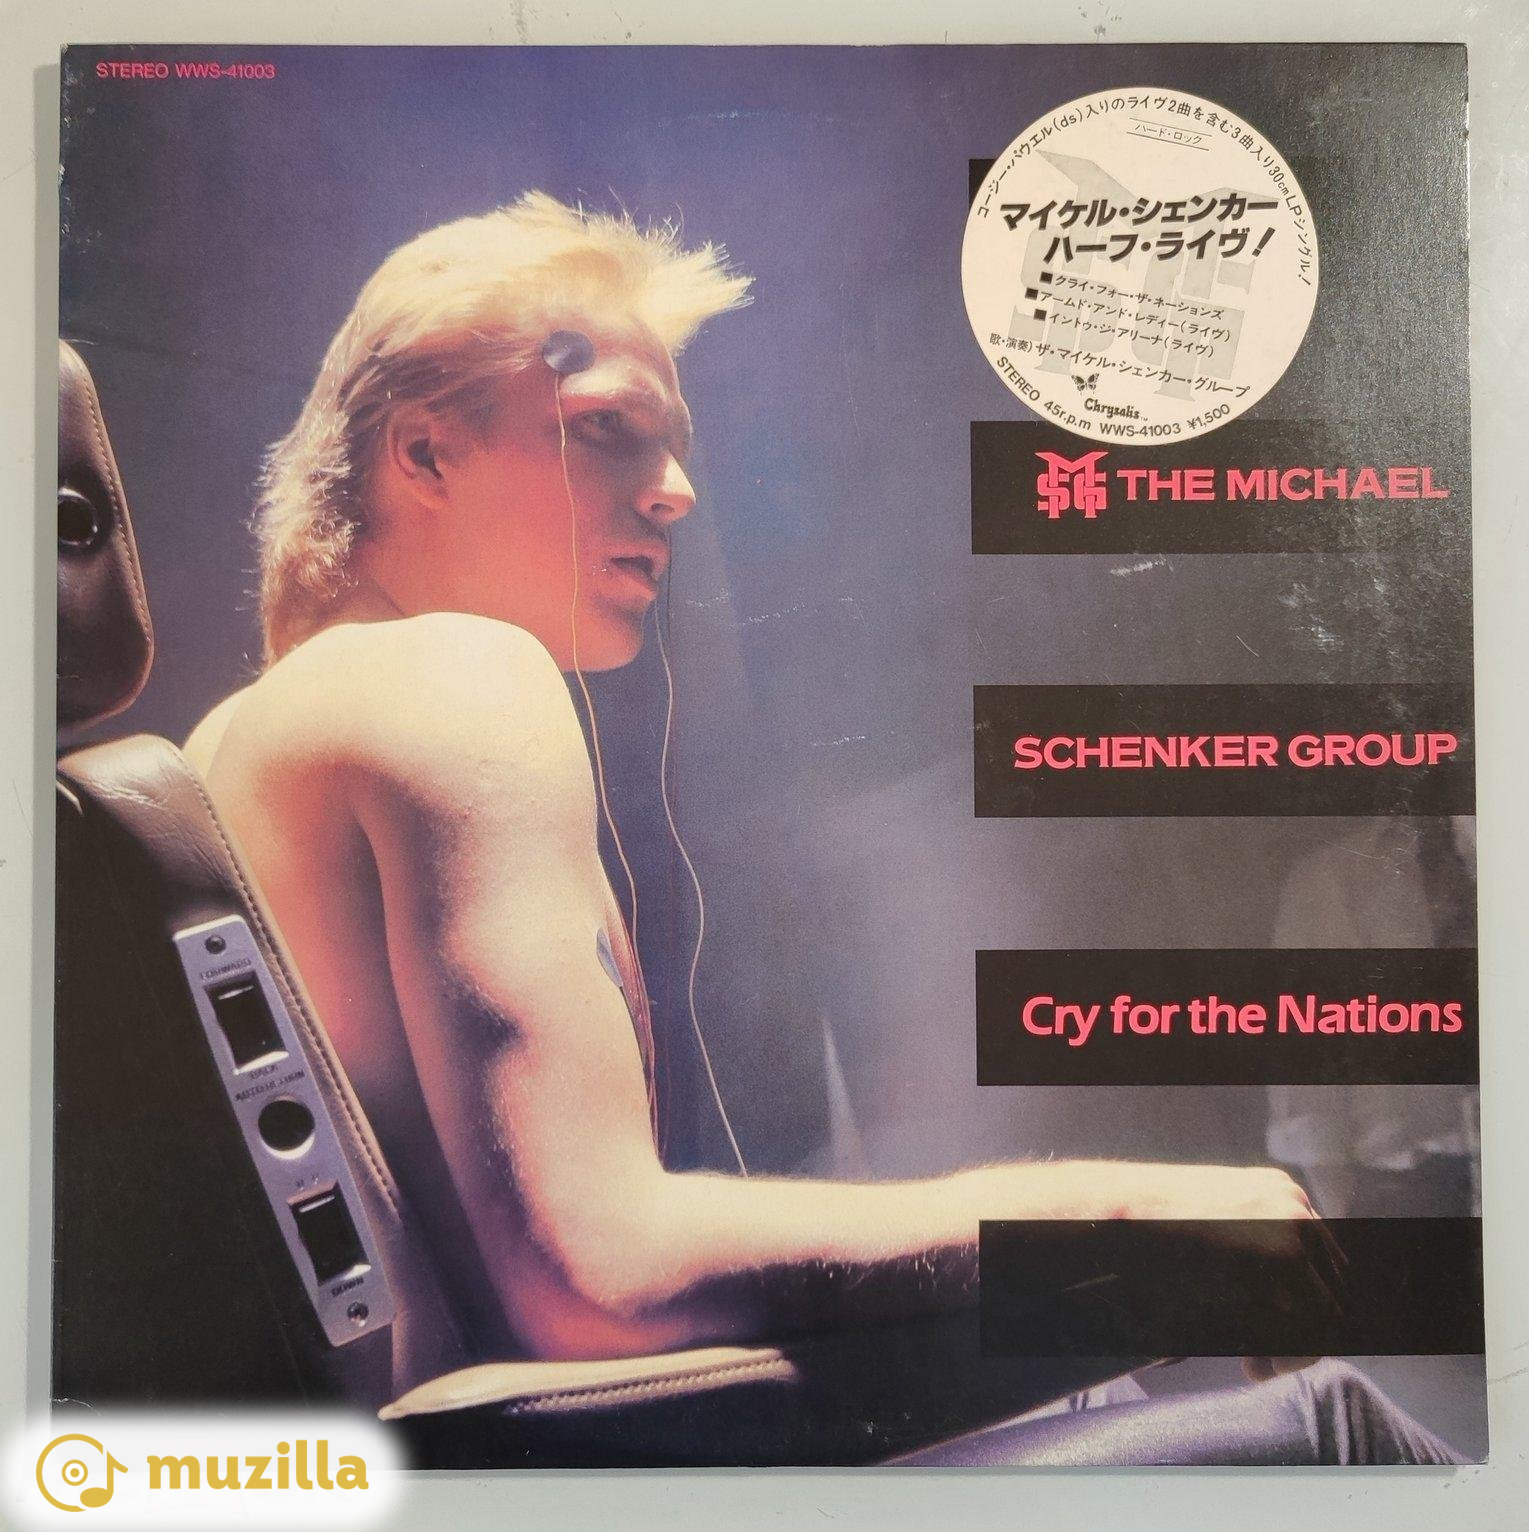 STEREO WWS-41003
コージー・パウエル(ds)入りのライヴ2曲を含む3曲入り30cmLPシングル!
ハード・ロック
マイケル・シェンカー
ハーフ・ライヴ!
■クライ・フォー・ザ・ネーションズ
■アームド・アンド・レディー(ライヴ)
■イントゥ・ジ・アリーナ(ライヴ)
歌・演奏)ザ・マイケル・シェンカー・グループ
Chrysalis™
STEREO 45r.p.m WWS-41003 ¥1,500
MSG THE MICHAEL
SCHENKER GROUP
Cry for the Nations
FORWARD
BACK
DOWN
muzilla